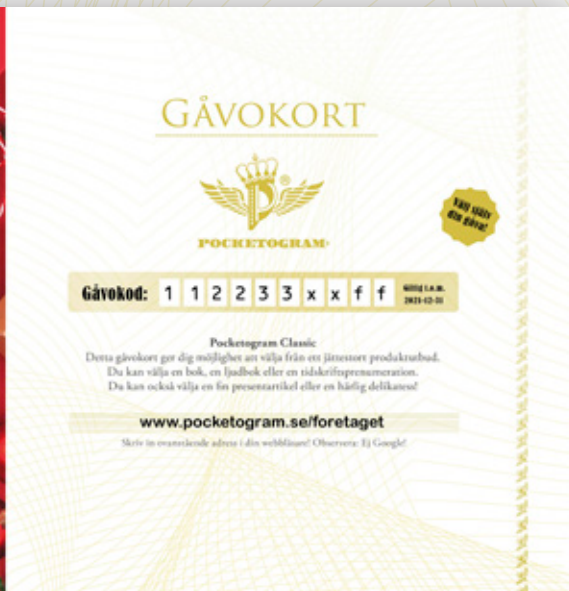 GÅVOKORT
P®
POCKETOGRAM
Välj själv
din gåva!
Gåvokod: 1 1 2 2 3 3 x x f f
Giltig t.o.m.
2021-12-31
Pocketogram Classic
Detta gåvokort ger dig möjlighet att välja från ett jättestort produktutbud.
Du kan välja en bok, en ljudbok eller en tidskriftsprenumeration.
Du kan också välja en fin presentartikel eller en härlig delikatess!
www.pocketogram.se/foretaget
Skriv in ovanstående adress i din webbläsare! Observera: Ej Google!